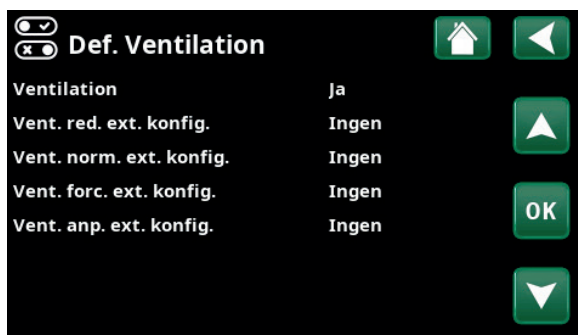 Def. Ventilation
Ventilation Ja
Vent. red. ext. konfig. Ingen
Vent. norm. ext. konfig. Ingen
Vent. forc. ext. konfig. Ingen
Vent. anp. ext. konfig. Ingen
OK